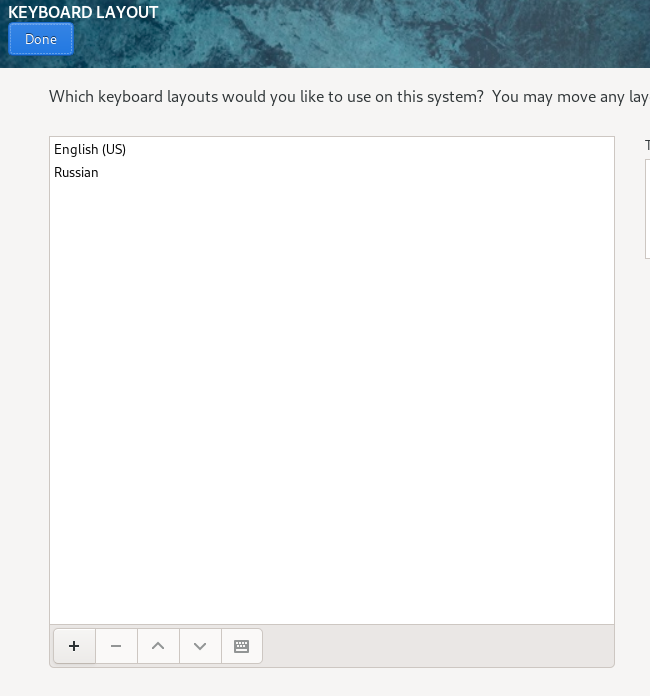 KEYBOARD LAYOUT
Done
Which keyboard layouts would you like to use on this system?  You may move any lay
English (US)
Russian